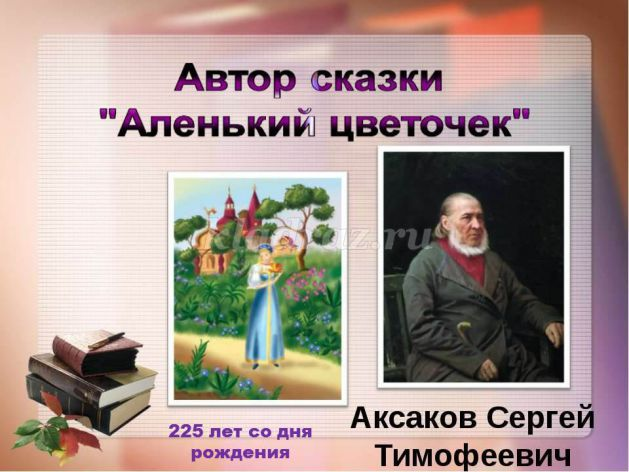 Автор сказки
"Аленький цветочек"
225 лет со дня
рождения
Аксаков Сергей
Тимофеевич